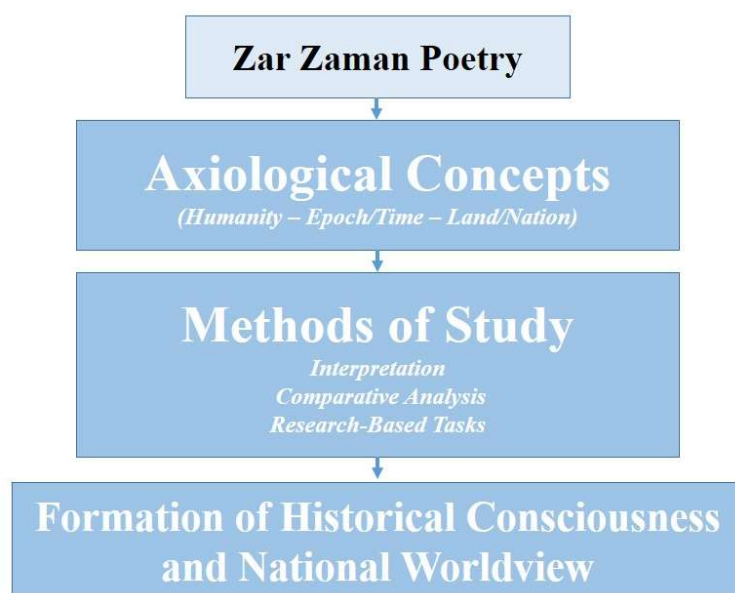 Zar Zaman Poetry
Axiological Concepts
(Humanity – Epoch/Time – Land/Nation)
Methods of Study
Interpretation
Comparative Analysis
Research-Based Tasks
Formation of Historical Consciousness
and National Worldview